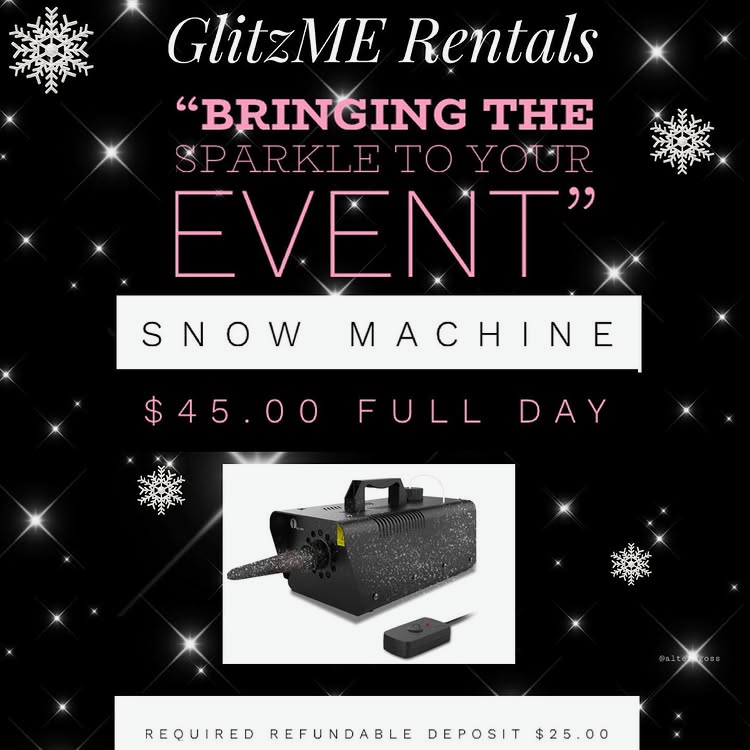 GlitzME Rentals
“BRINGING THE
SPARKLE TO YOUR
EVENT”
SNOW MACHINE
$45.00 FULL DAY
REQUIRED REFUNDABLE DEPOSIT $25.00